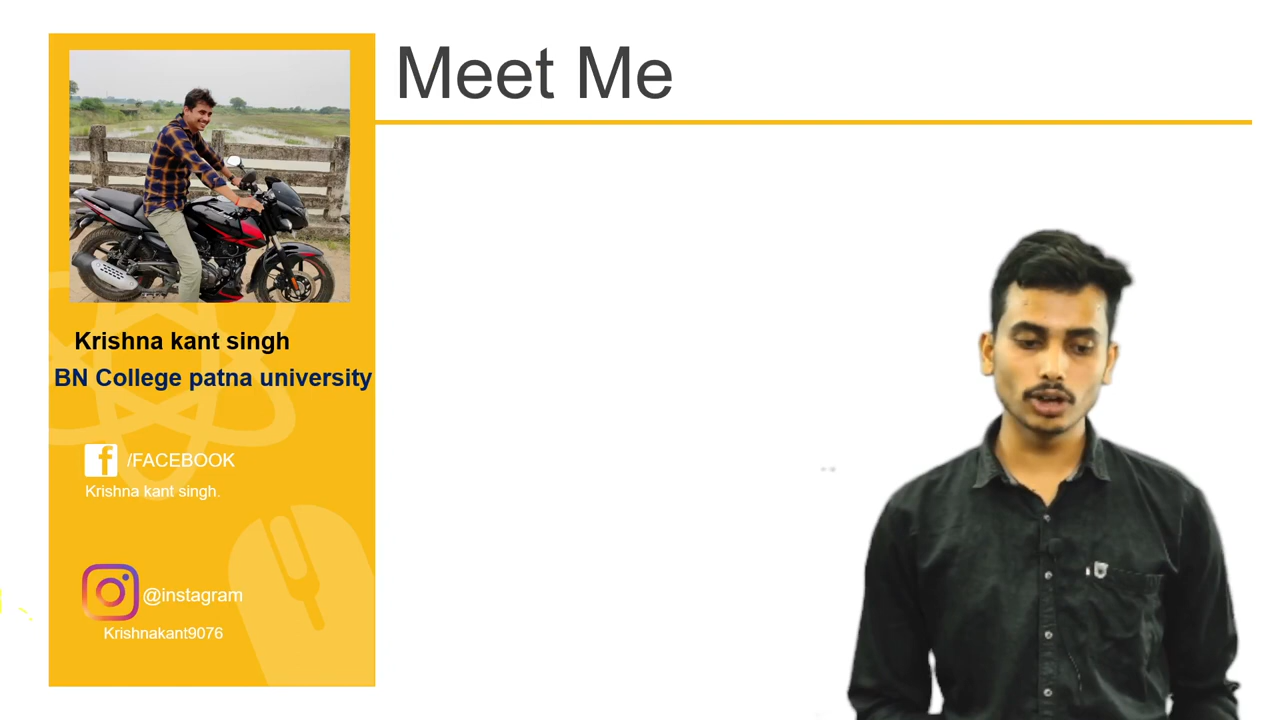 Meet Me
Krishna kant singh
BN College patna university
/FACEBOOK
Krishna kant singh.
@instagram
Krishnakant9076